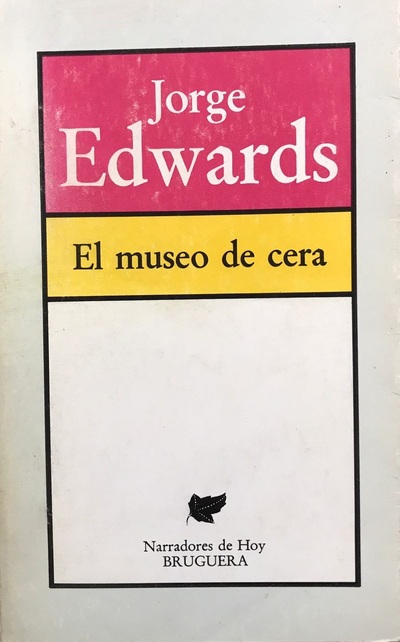 Jorge
Edwards
El museo de cera
Narradores de Hoy
BRUGUERA